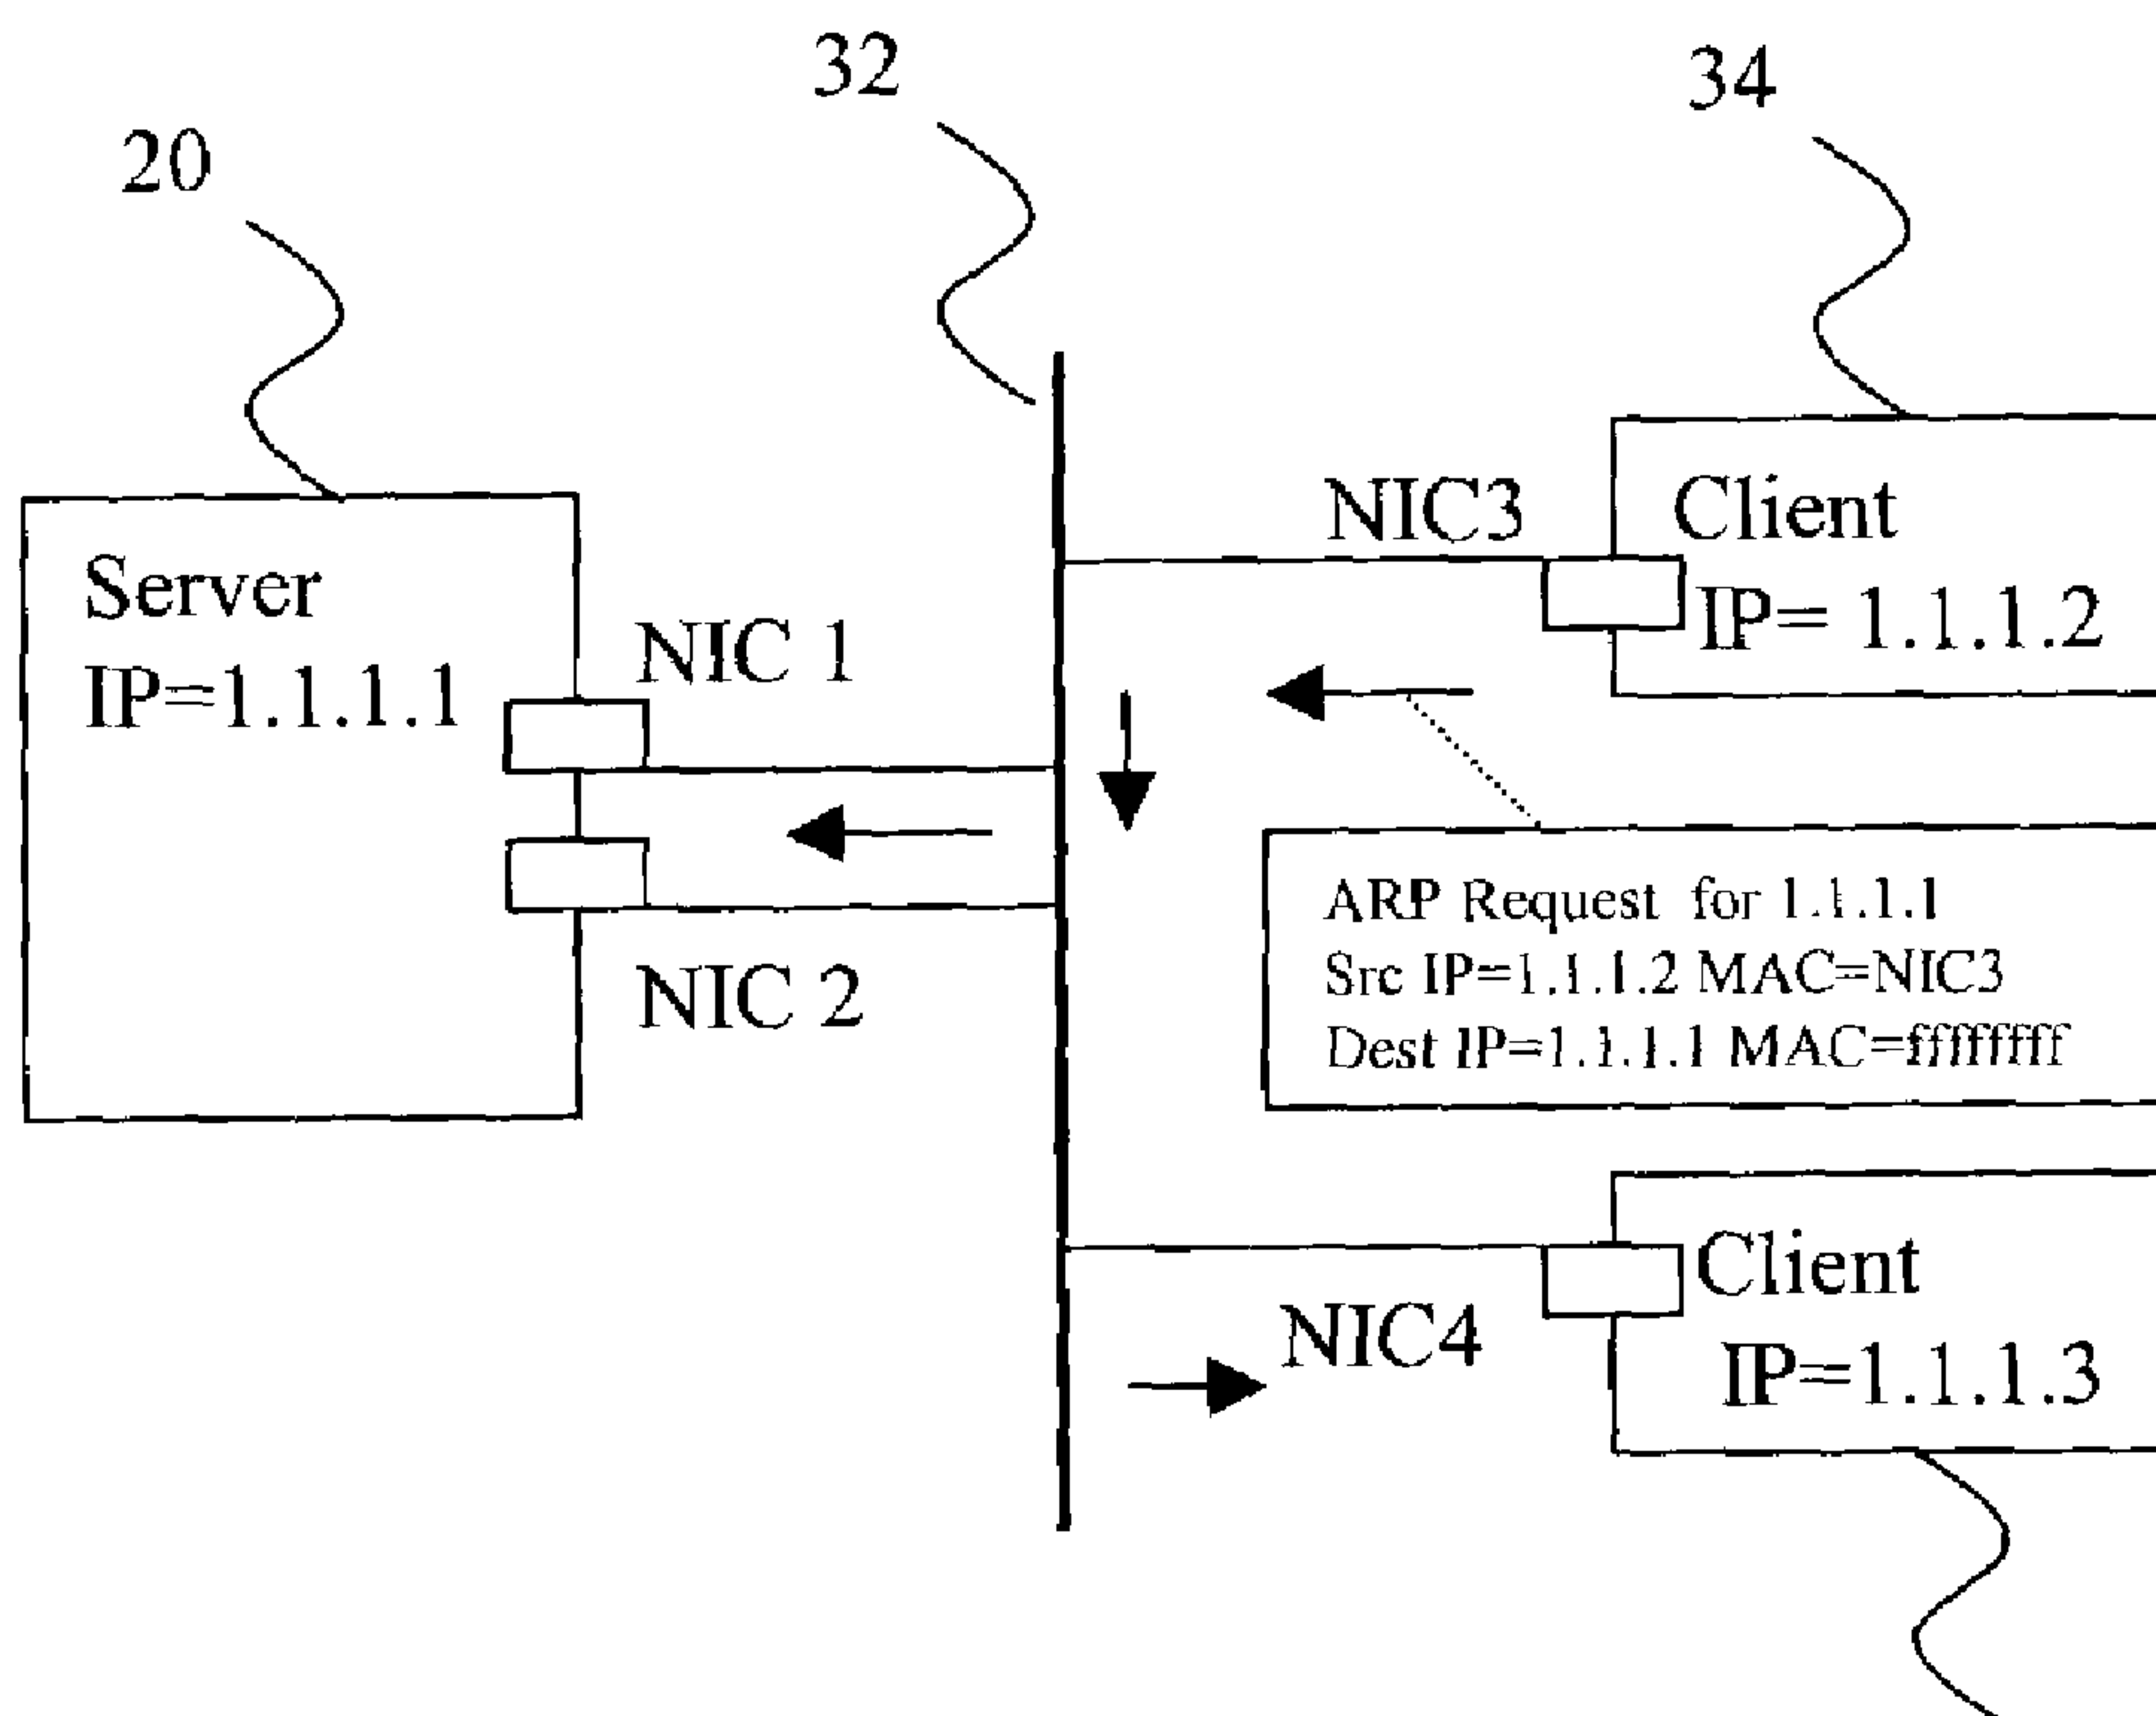 32
34
20
Server
IP=1.1.1.1
NIC 1
NIC 2
NIC3
Client
IP= 1.1.1.2
ARP Request for 1.1.1.1
Src IP=1.1.1.2 MAC=NIC3
Dest IP=1.1.1.1 MAC=ffffffff
NIC4
Client
IP=1.1.1.3